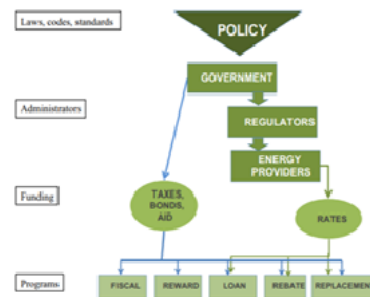 Laws, codes, standards
POLICY
GOVERNMENT
Administrators
REGULATORS
ENERGY
PROVIDERS
Funding
TAXES,
BONDS,
AID
RATES
Programs
FISCAL
REWARD
LOAN
REBATE
REPLACEMENT